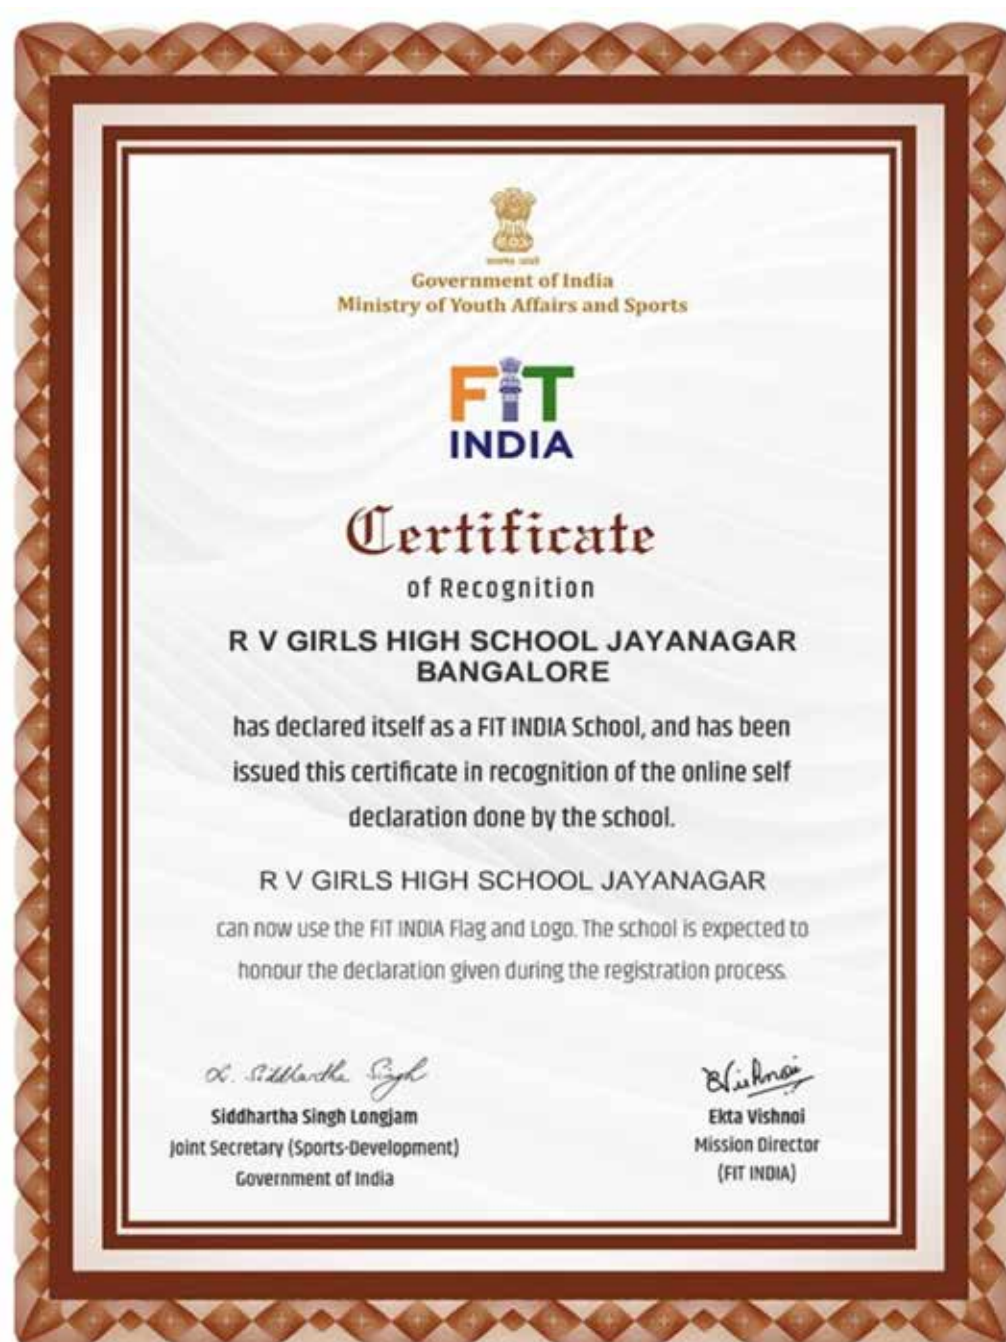 Government of India
Ministry of Youth Affairs and Sports
FIT
INDIA
Certificate
of Recognition
R V GIRLS HIGH SCHOOL JAYANAGAR
BANGALORE
has declared itself as a FIT INDIA School, and has been
issued this certificate in recognition of the online self
declaration done by the school.
R V GIRLS HIGH SCHOOL JAYANAGAR
can now use the FIT INDIA Flag and Logo. The school is expected to
honour the declaration given during the registration process.
L. Siddhartha Singh
Siddhartha Singh Longjam
Joint Secretary (Sports-Development)
Government of India
EVishnoi
Ekta Vishnoi
Mission Director
(FIT INDIA)